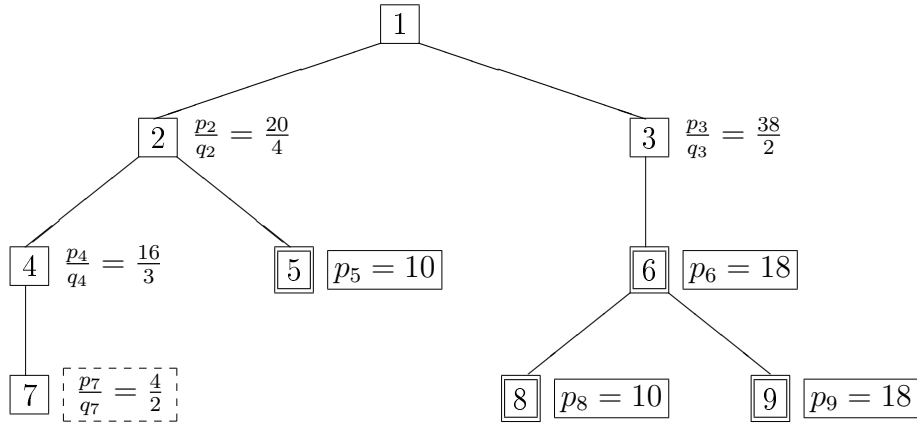 1
2 p₂/q₂ = 20/4
3 p₃/q₃ = 38/2
4 p₄/q₄ = 16/3
5 p₅ = 10
6 p₆ = 18
7 p₇/q₇ = 4/2
8 p₈ = 10
9 p₉ = 18